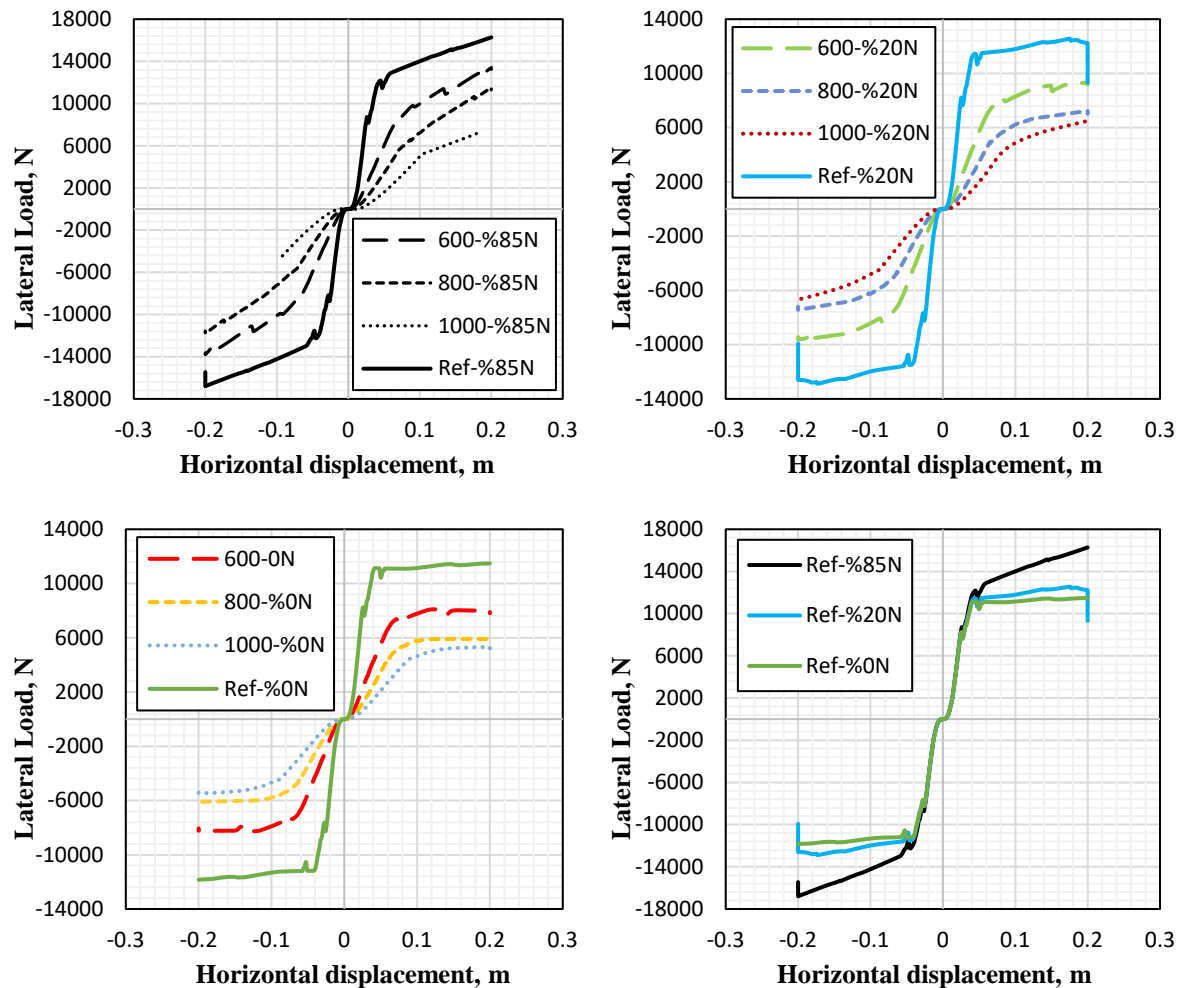 18000
14000
10000
6000
2000
-2000
-6000
-10000
-14000
-18000
Lateral Load, N
600-%85N
800-%85N
1000-%85N
Ref-%85N
-0.3 -0.2 -0.1 0 0.1 0.2 0.3
Horizontal displacement, m
14000
10000
6000
2000
-2000
-6000
-10000
-14000
Lateral Load, N
600-%20N
800-%20N
1000-%20N
Ref-%20N
-0.3 -0.2 -0.1 0 0.1 0.2 0.3
Horizontal displacement, m
14000
10000
6000
2000
-2000
-6000
-10000
-14000
Lateral Load, N
600-0N
800-%0N
1000-%0N
Ref-%0N
-0.3 -0.2 -0.1 0 0.1 0.2 0.3
Horizontal displacement, m
18000
14000
10000
6000
2000
-2000
-6000
-10000
-14000
-18000
Lateral Load, N
Ref-%85N
Ref-%20N
Ref-%0N
-0.3 -0.2 -0.1 0 0.1 0.2 0.3
Horizontal displacement, m